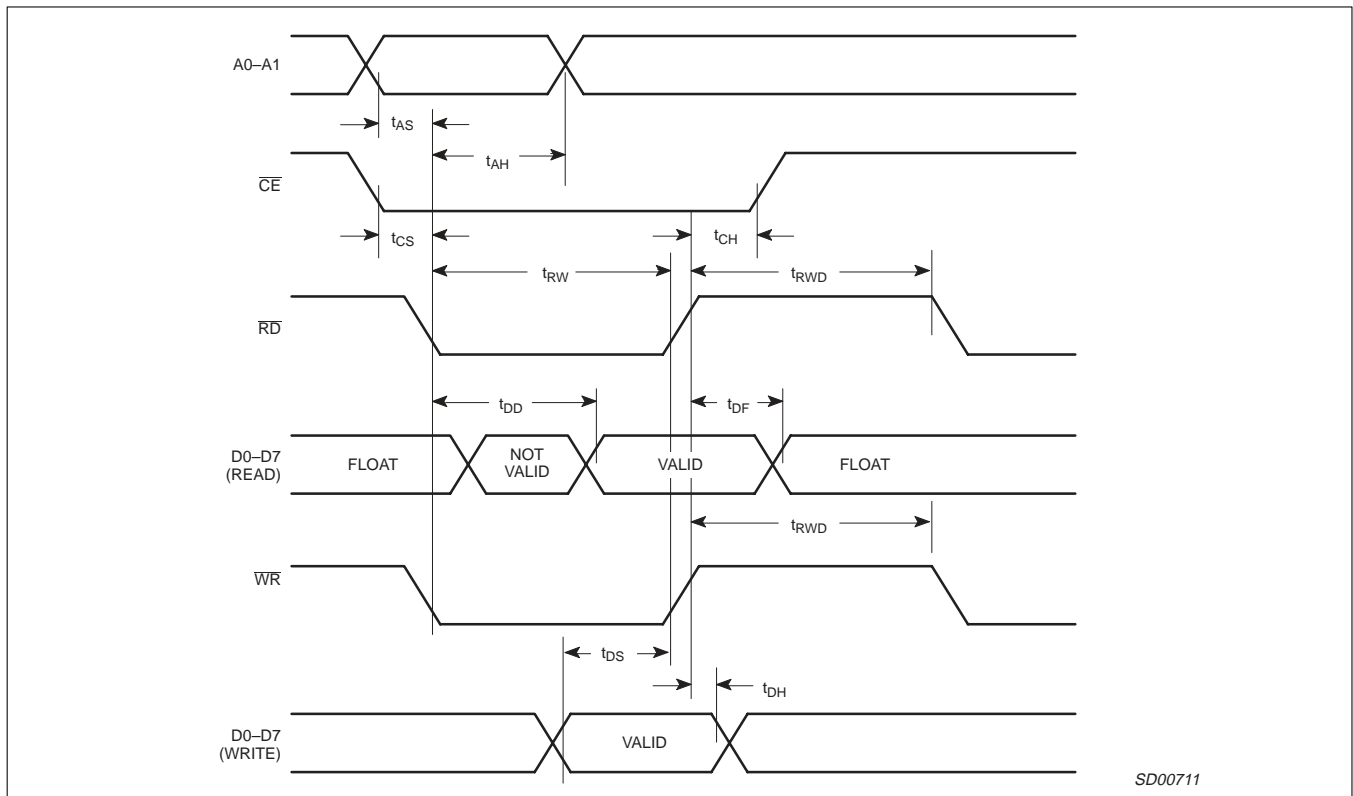 A0–A1
tAS
tAH
CE
tCS
tCH
tRW
tRWD
RD
tDD
tDF
D0–D7
(READ)
FLOAT
NOT
VALID
VALID
FLOAT
tRWD
WR
tDS
tDH
D0–D7
(WRITE)
VALID
SD00711